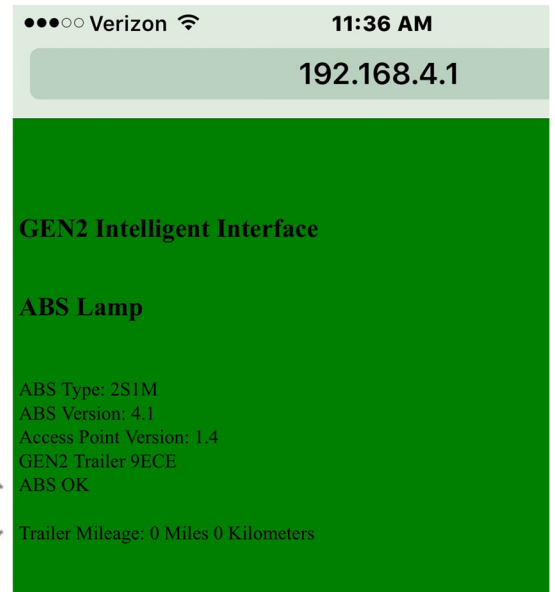 Verizon 11:36 AM
192.168.4.1
GEN2 Intelligent Interface
ABS Lamp
ABS Type: 2S1M
ABS Version: 4.1
Access Point Version: 1.4
GEN2 Trailer 9ECE
ABS OK
Trailer Mileage: 0 Miles 0 Kilometers